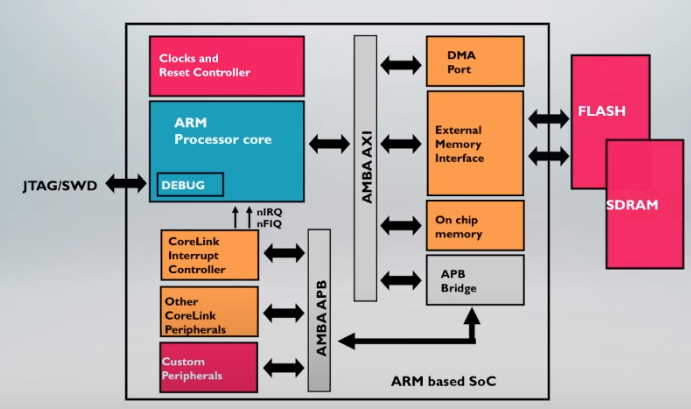 Clocks and
Reset Controller
ARM
Processor core
DEBUG
JTAG/SWD
nIRQ
nFIQ
CoreLink
Interrupt
Controller
Other
CoreLink
Peripherals
Custom
Peripherals
AMBA APB
AMBA AXI
DMA
Port
External
Memory
Interface
On chip
memory
APB
Bridge
FLASH
SDRAM
ARM based SoC